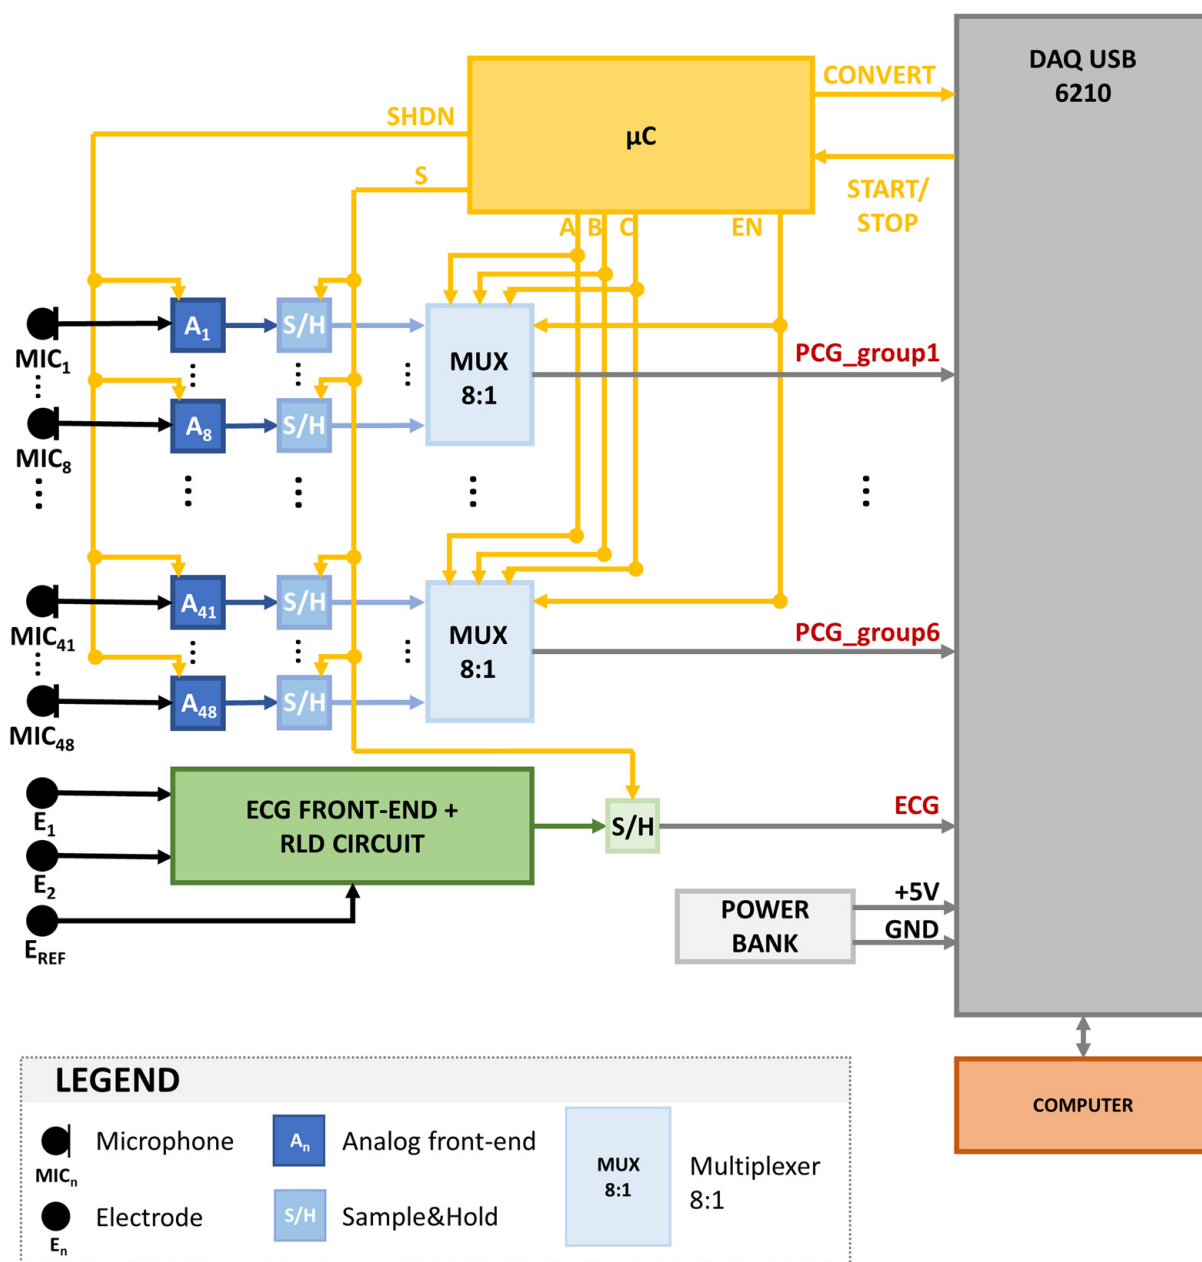 DAQ USB
6210
CONVERT
SHDN
µC
S
START/
STOP
A B C EN
A1
S/H
MIC1
MUX
8:1
PCG_group1
A8
S/H
MIC8
A41
S/H
MIC41
MUX
8:1
PCG_group6
A48
S/H
MIC48
E1
ECG FRONT-END +
RLD CIRCUIT
S/H
ECG
E2
EREF
POWER
BANK
+5V
GND
COMPUTER
LEGEND
MICn
Microphone
An
Analog front-end
MUX
8:1
Multiplexer
8:1
En
Electrode
S/H
Sample&Hold